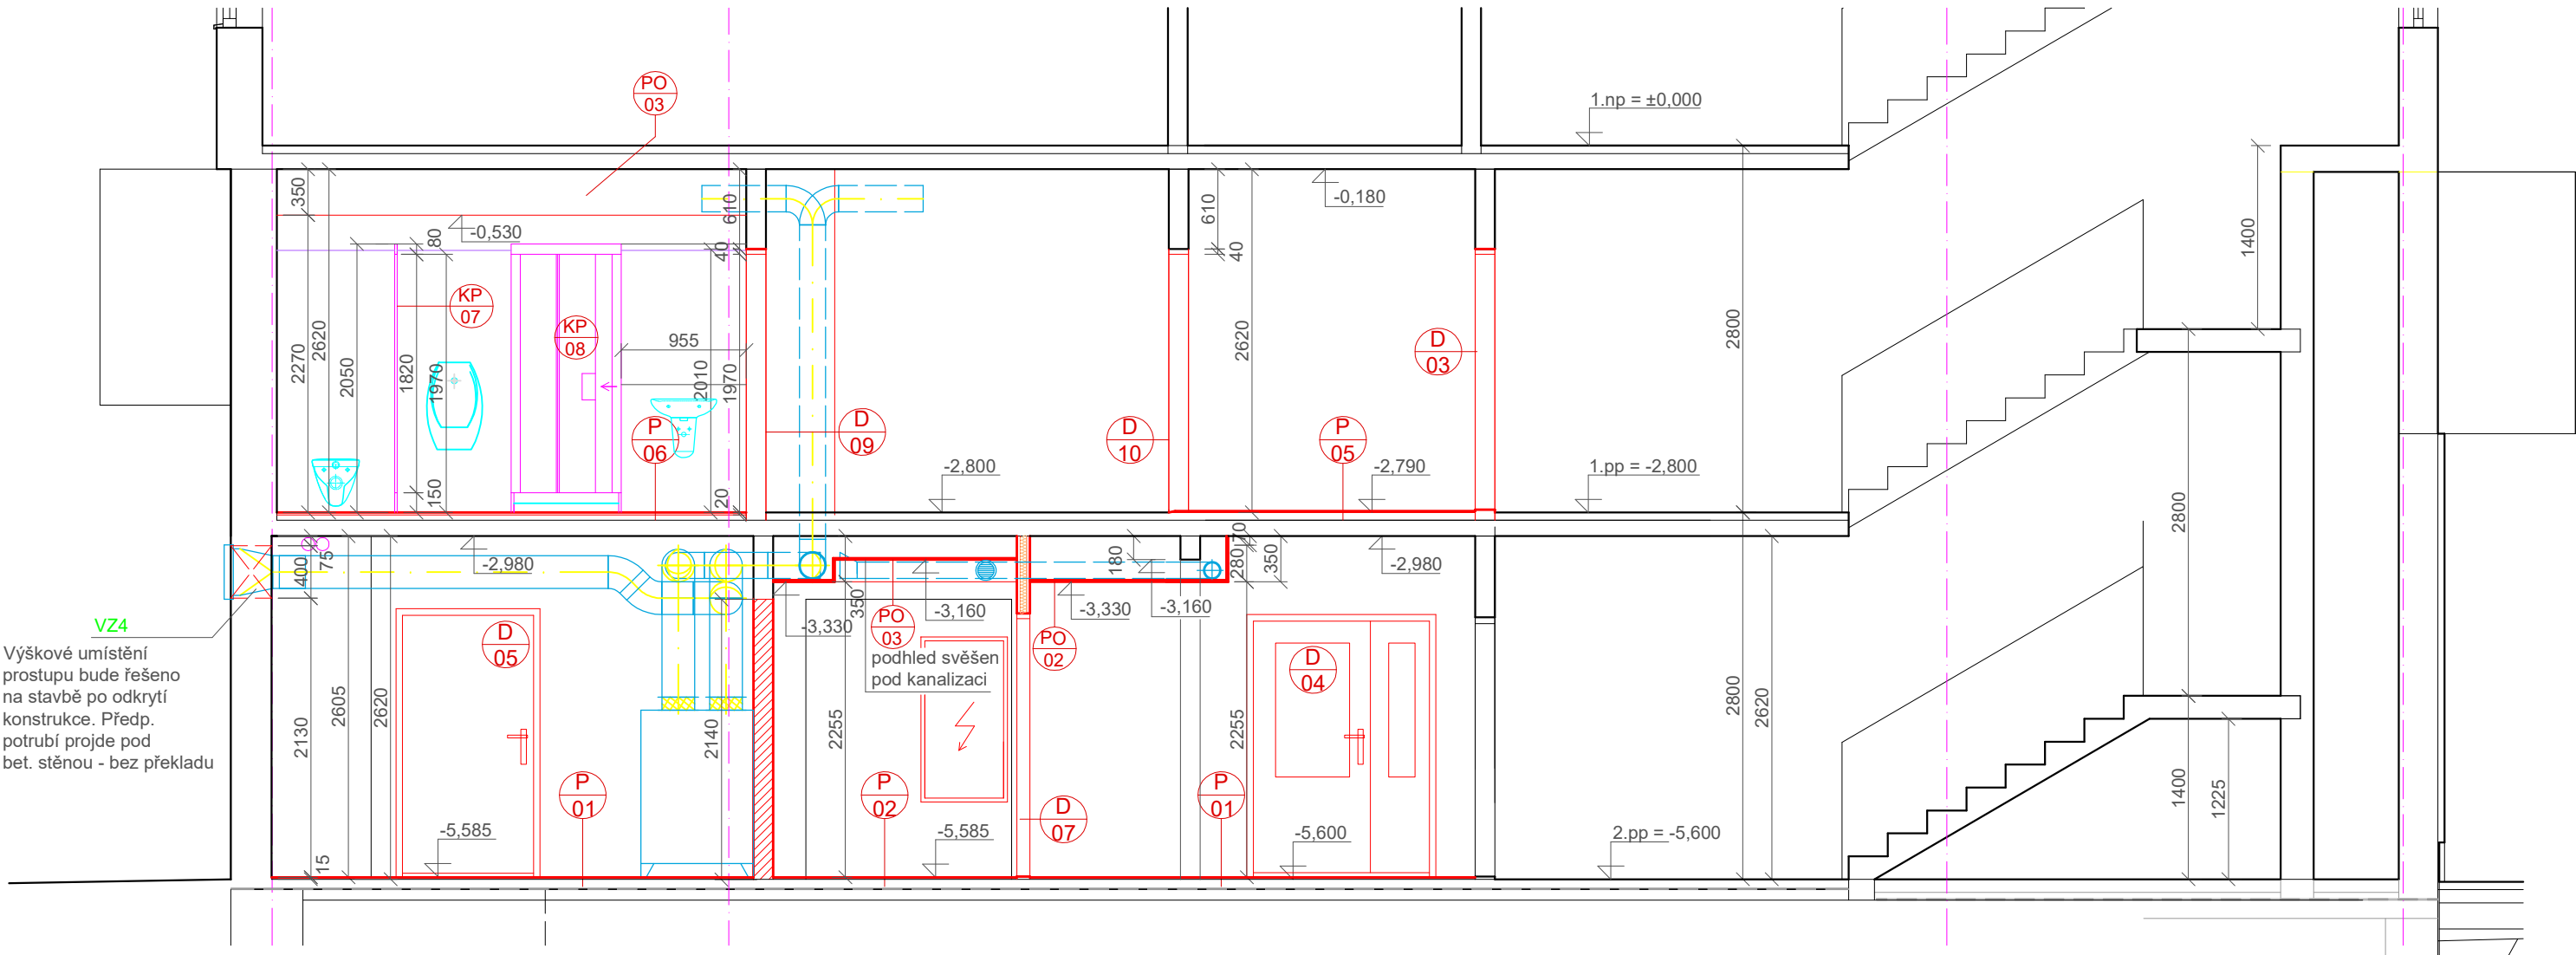 PO
03
1.np = ±0,000
350
610
610
-0,180
-0,530
80
40
40
1400
KP
07
KP
08
2270
2620
2050
1820
1970
955
2010
1970
2620
D
03
2800
P
06
D
09
D
10
P
05
150
20
-2,800
-2,790
1.pp = -2,800
2800
400
75
-2,980
70
180
280
350
-2,980
350
-3,330
-3,160
-3,330
-3,160
PO
03
PO
02
podhled svěšen
pod kanalizaci
VZ4
Výškové umístění
prostupu bude řešeno
na stavbě po odkrytí
konstrukce. Předp.
potrubí projde pod
bet. stěnou - bez překladu
D
05
D
04
2130
2605
2620
2140
2255
2255
2800
2620
P
01
P
02
D
07
P
01
1400
1225
15
-5,585
-5,585
-5,600
2.pp = -5,600